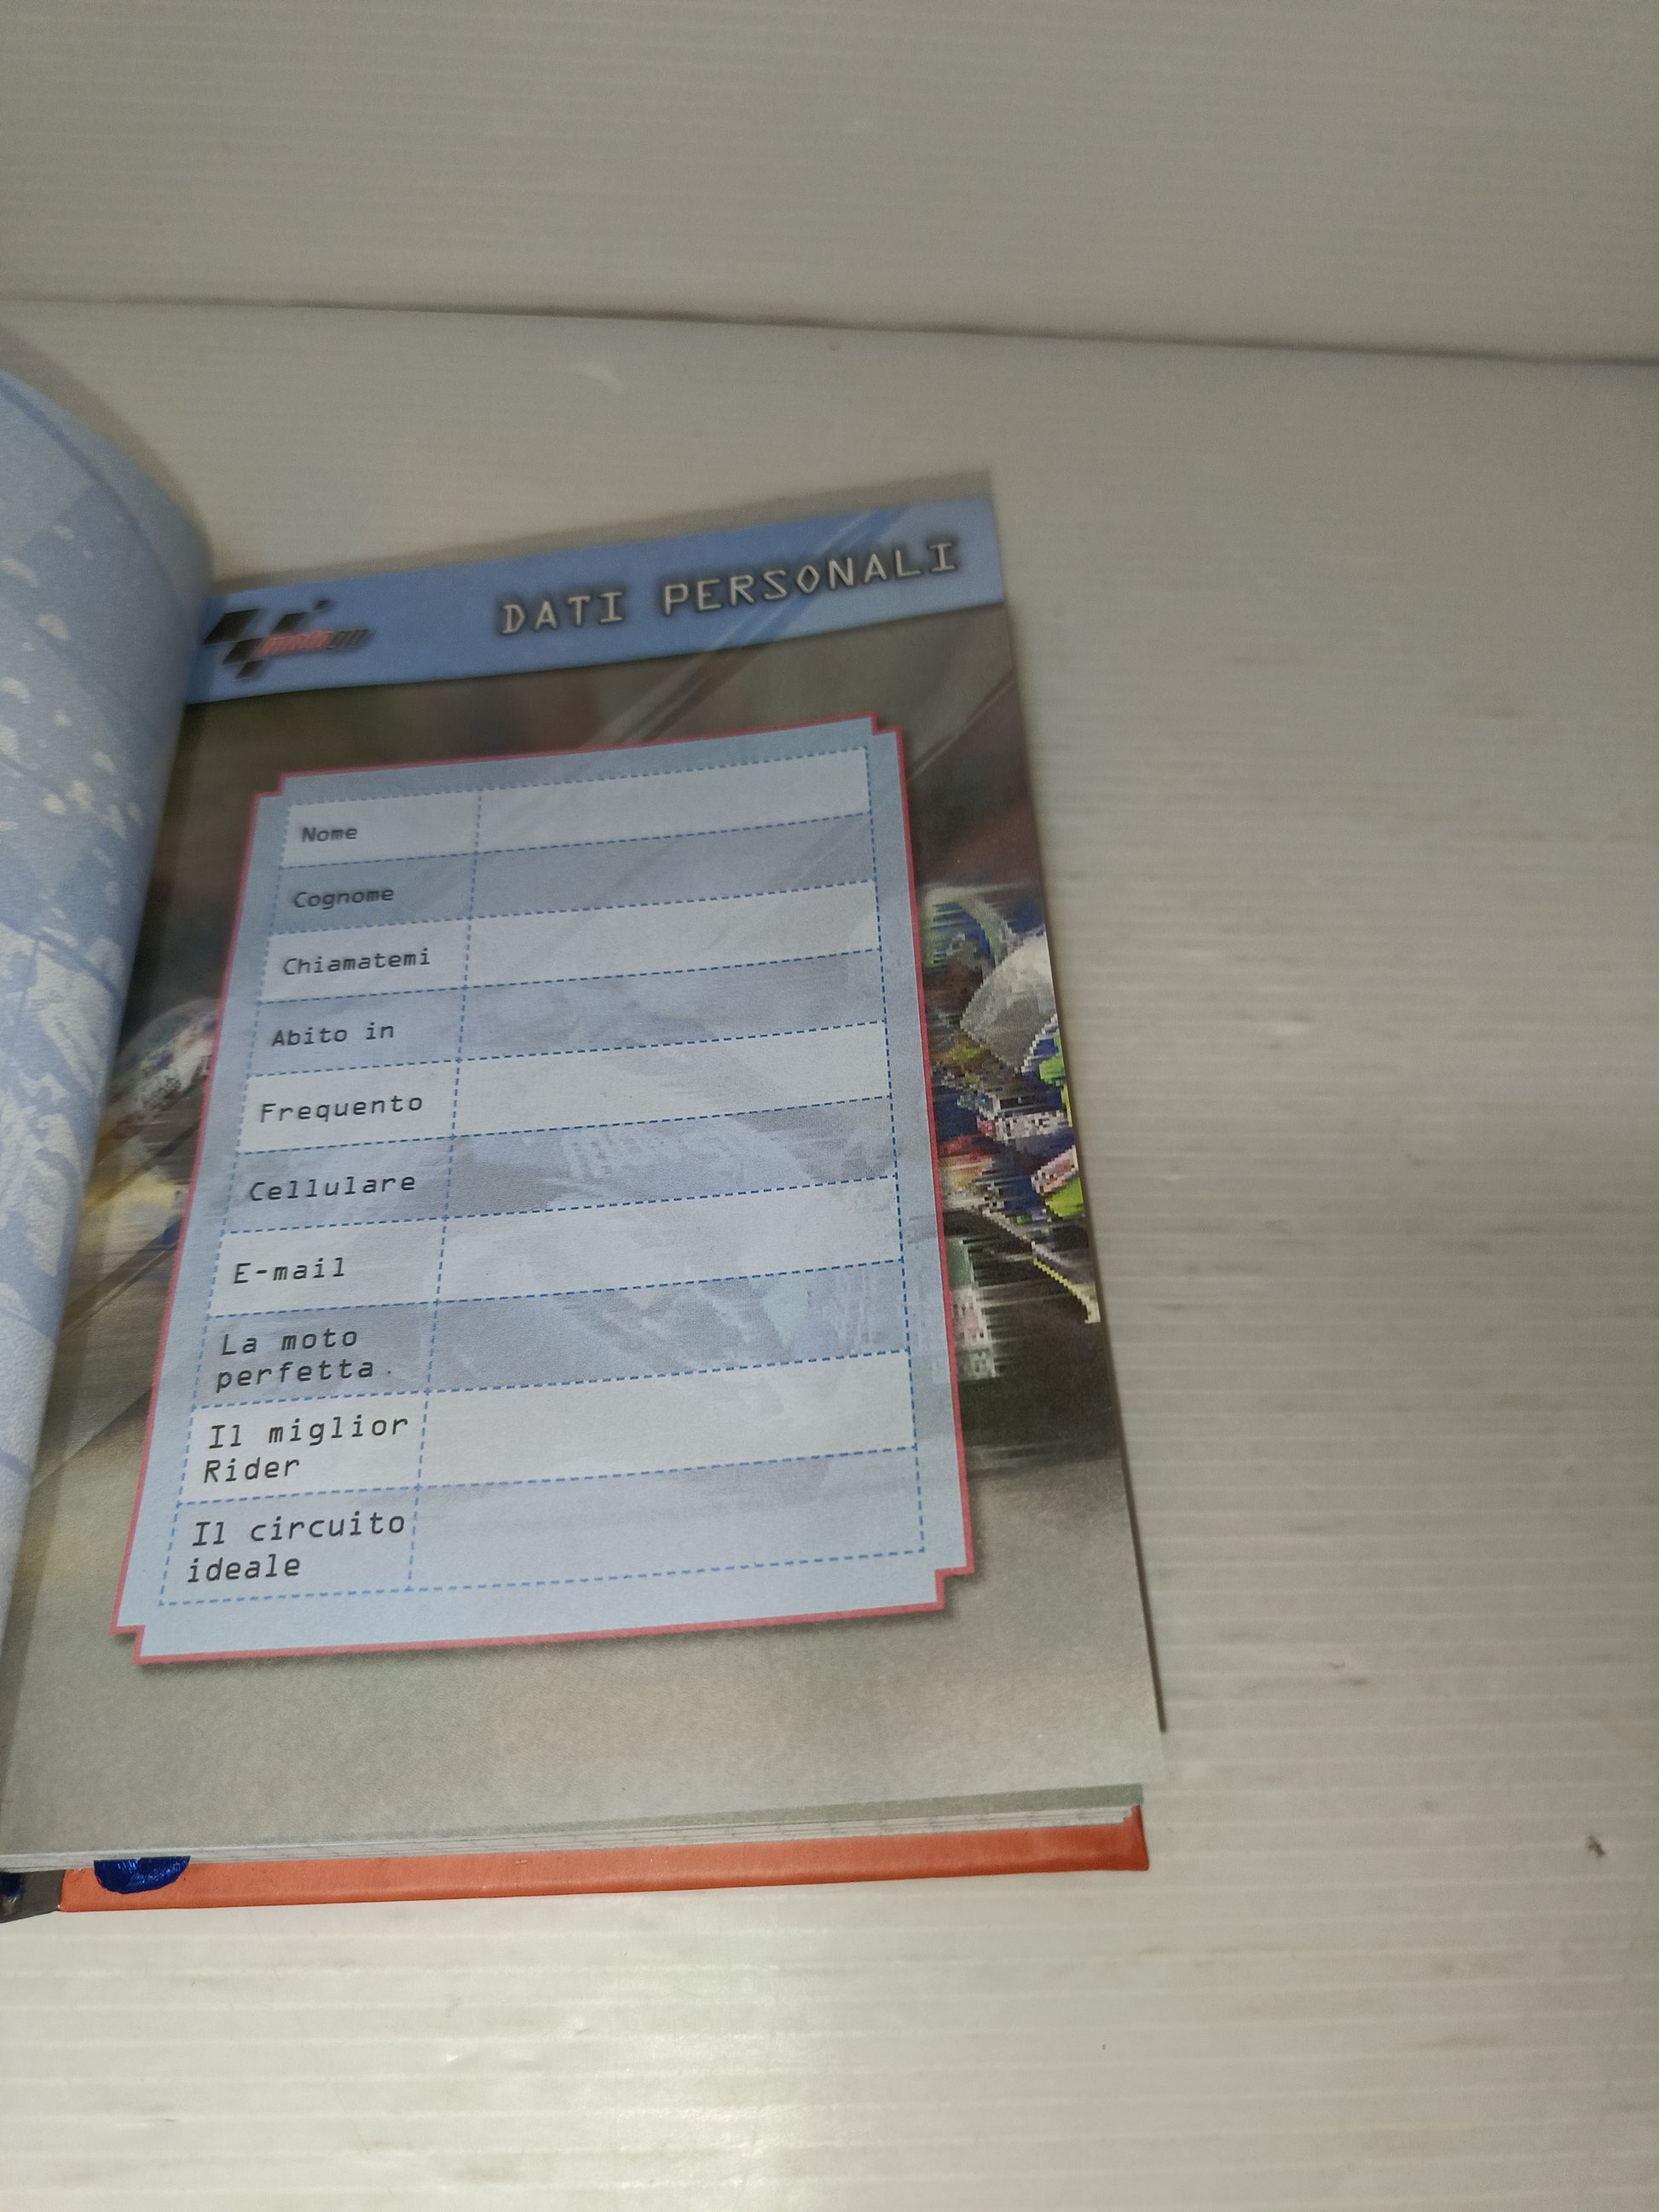 motogp
DATI PERSONALI
Nome
Cognome
Chiamatemi
Abito in
Frequento
Cellulare
E-mail
La moto
perfetta
Il miglior
Rider
Il circuito
ideale